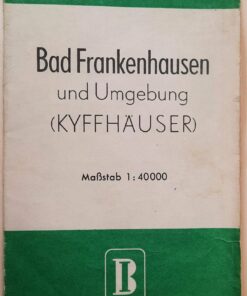 Bad Frankenhausen
und Umgebung
(KYFFHÄUSER)
Maßstab 1:40000